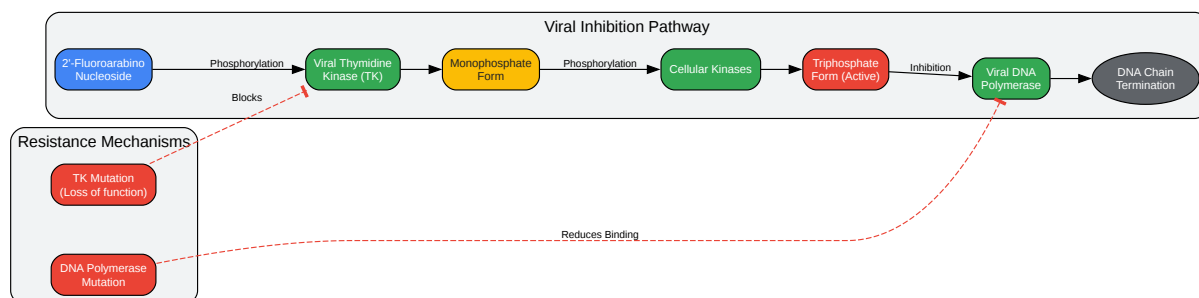 Viral Inhibition Pathway
2'-Fluoroarabino
Nucleoside
Phosphorylation
Viral Thymidine
Kinase (TK)
Monophosphate
Form
Phosphorylation
Cellular Kinases
Triphosphate
Form (Active)
Inhibition
Viral DNA
Polymerase
DNA Chain
Termination
Blocks
Resistance Mechanisms
TK Mutation
(Loss of function)
Reduces Binding
DNA Polymerase
Mutation